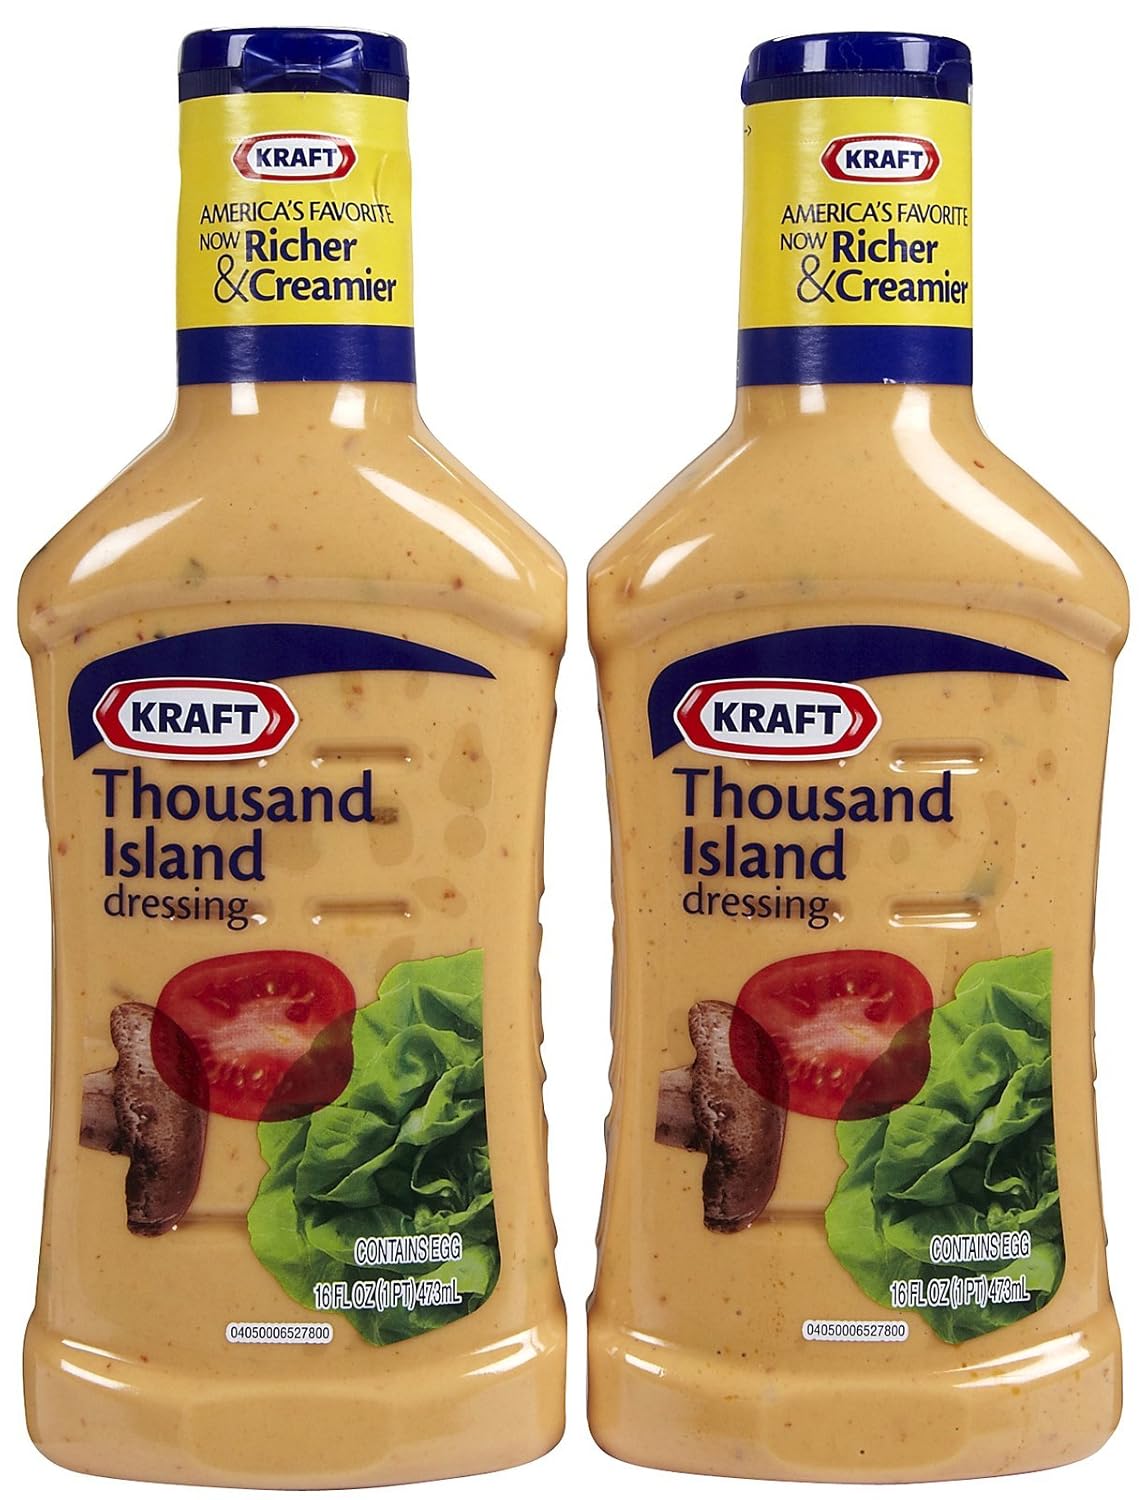 KRAFT
AMERICA'S FAVORITE
NOW Richer
& Creamier
KRAFT
Thousand
Island
dressing
CONTAINS EGG
16 FL OZ (1 PT) 473mL
04050006527800
KRAFT
AMERICA'S FAVORITE
NOW Richer
& Creamier
KRAFT
Thousand
Island
dressing
CONTAINS EGG
16 FL OZ (1 PT) 473mL
04050006527800